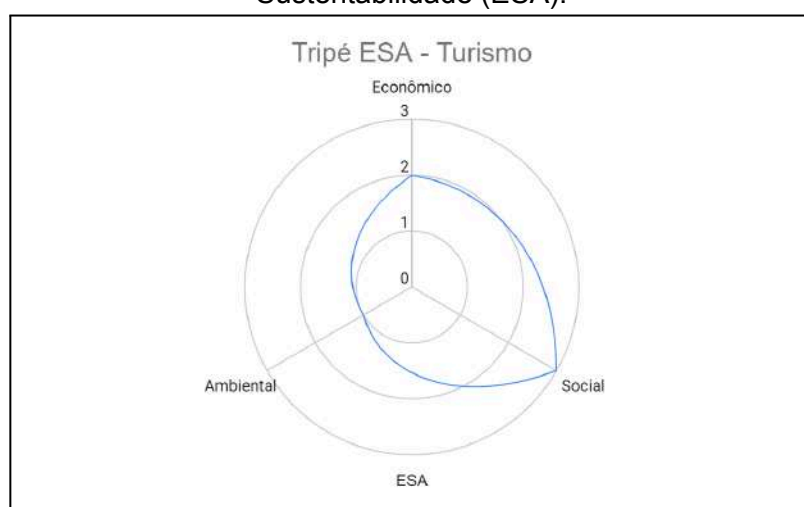 Sustentabilidade (ESA).
Tripé ESA - Turismo
Econômico
3
2
1
0
Ambiental
Social
ESA